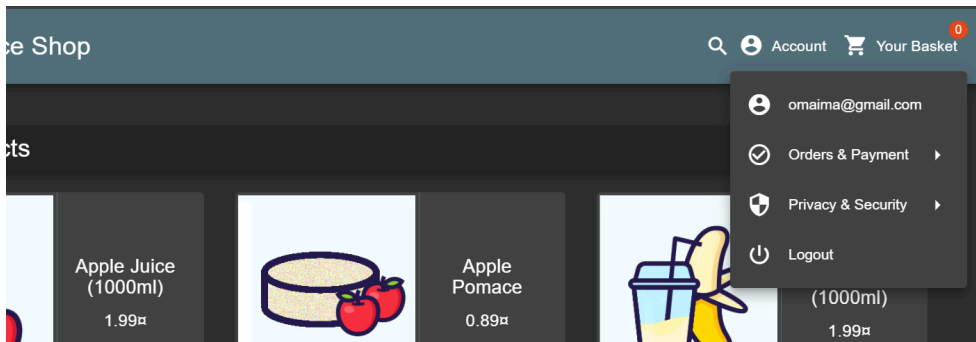 ce Shop
Account
Your Basket
0
omaima@gmail.com
Orders & Payment
Privacy & Security
Logout
cts
Apple Juice
(1000ml)
1.99¤
Apple
Pomace
0.89¤
(1000ml)
1.99¤